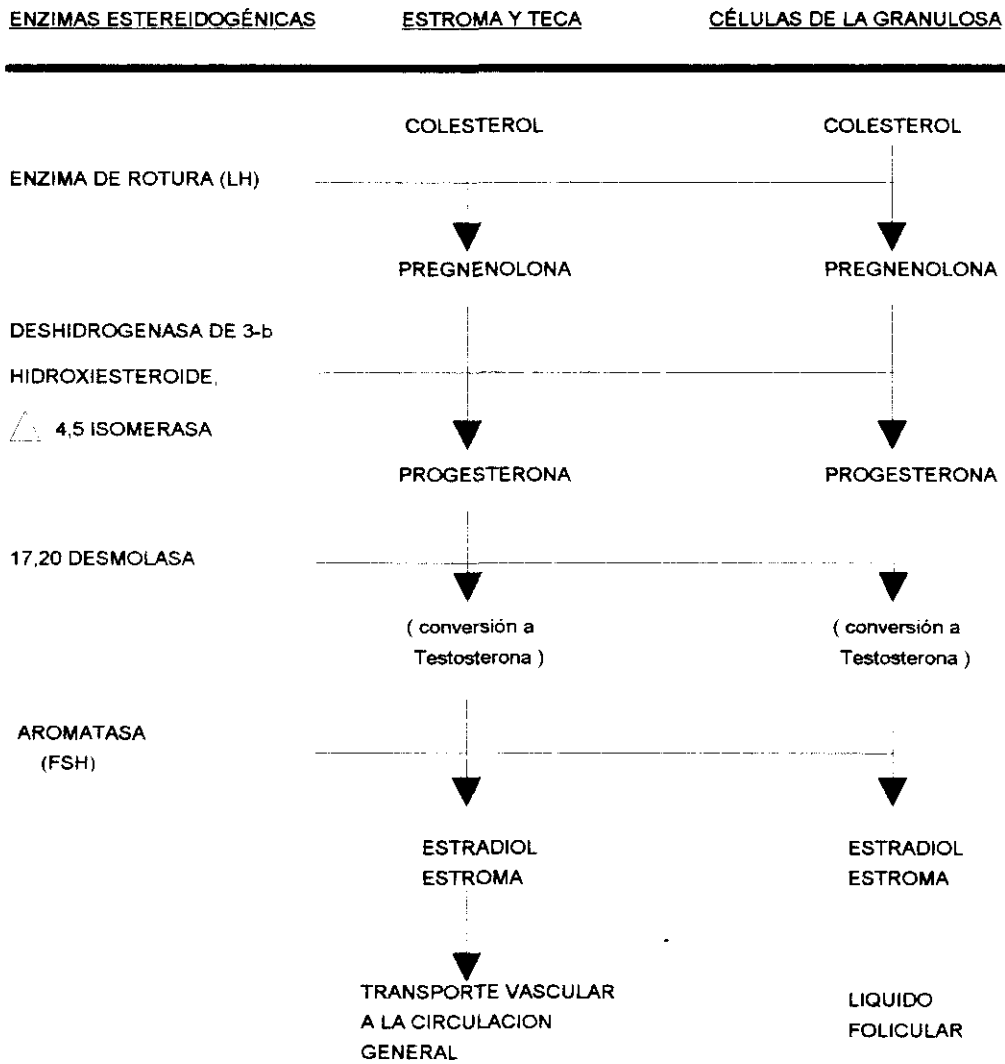 ENZIMAS ESTEREIDOGÉNICAS ESTROMA Y TECA CÉLULAS DE LA GRANULOSA
COLESTEROL COLESTEROL
ENZIMA DE ROTURA (LH)
PREGNENOLONA PREGNENOLONA
DESHIDROGENASA DE 3-b
HIDROXIESTEROIDE,
△ 4,5 ISOMERASA
PROGESTERONA PROGESTERONA
17,20 DESMOLASA
( conversión a ( conversión a
Testosterona ) Testosterona )
AROMATASA
(FSH)
ESTRADIOL ESTRADIOL
ESTROMA ESTROMA
TRANSPORTE VASCULAR LIQUIDO
A LA CIRCULACION FOLICULAR
GENERAL